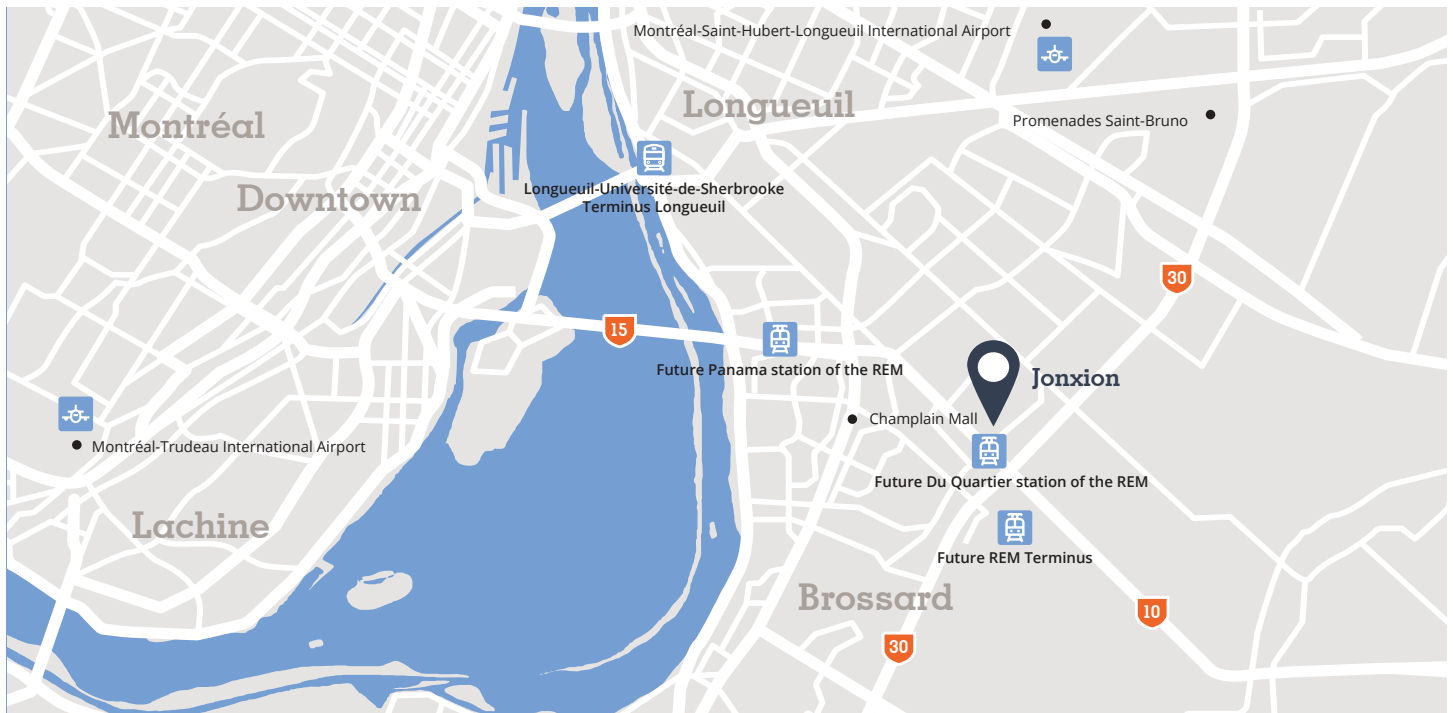 Montréal-Saint-Hubert-Longueuil International Airport
Longueuil
Montréal
Promenades Saint-Bruno
Longueuil-Université-de-Sherbrooke
Terminus Longueuil
Downtown
30
15
Future Panama station of the REM
Jonxion
Champlain Mall
Montréal-Trudeau International Airport
Future Du Quartier station of the REM
Lachine
Future REM Terminus
Brossard
10
30